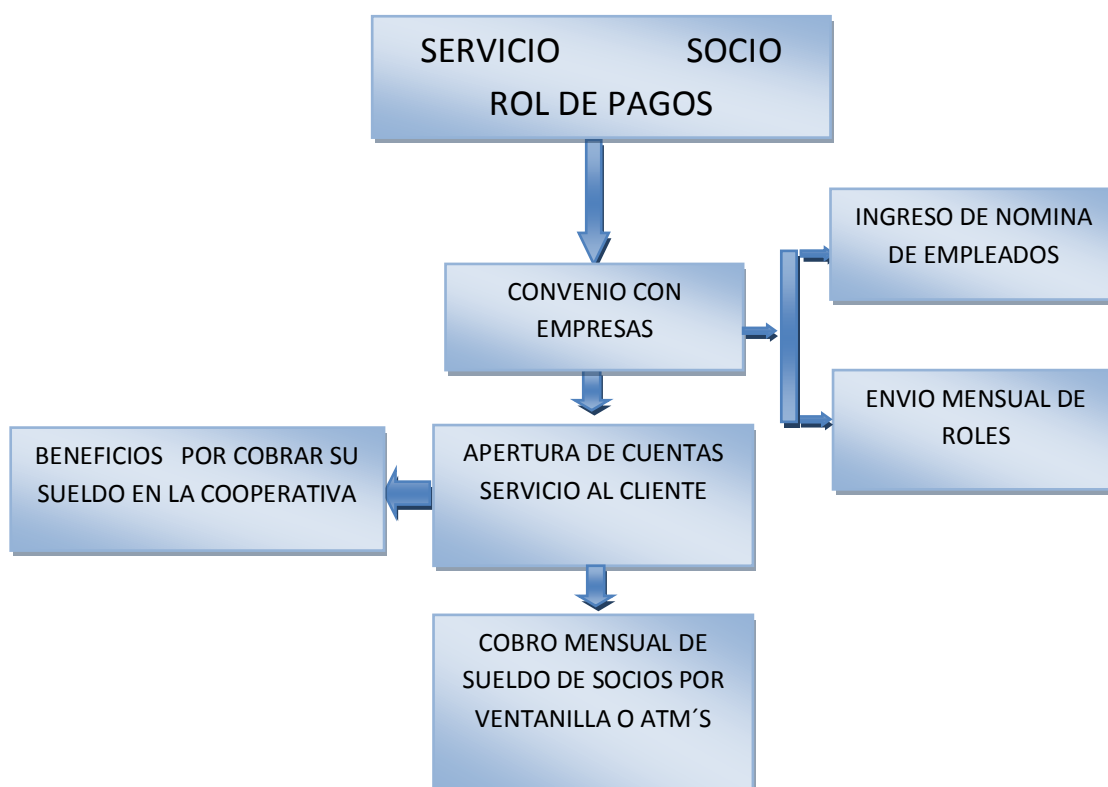 SERVICIO SOCIO
ROL DE PAGOS
INGRESO DE NOMINA
DE EMPLEADOS
CONVENIO CON
EMPRESAS
ENVIO MENSUAL DE
ROLES
BENEFICIOS POR COBRAR SU
SUELDO EN LA COOPERATIVA
APERTURA DE CUENTAS
SERVICIO AL CLIENTE
COBRO MENSUAL DE
SUELDO DE SOCIOS POR
VENTANILLA O ATM´S